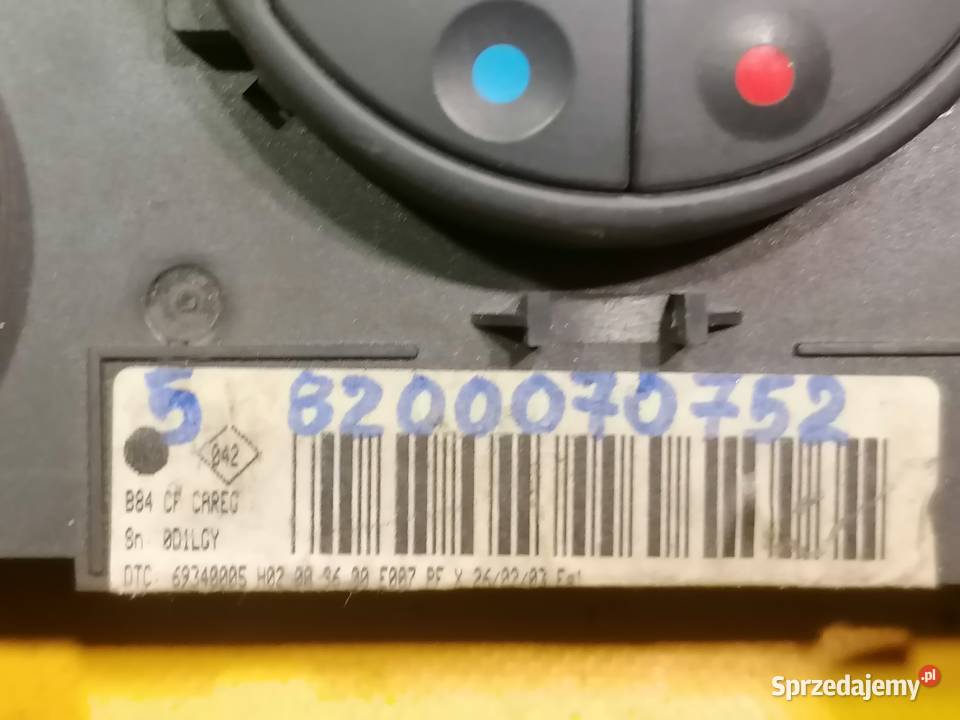 5 8200070752
042
B84 CF CAREG
Sn 0D1LGY
DTC 69340005 H02 00 96 00 F007 PF X 26/02/03
Sprzedajemy.pl